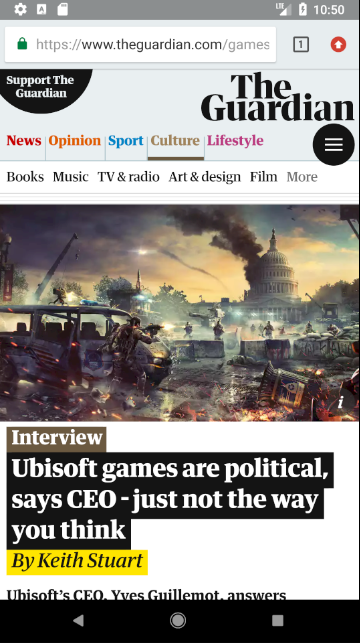 LTE 10:50
https://www.theguardian.com/games
1
Support The
Guardian
The
Guardian
News Opinion Sport Culture Lifestyle
Books Music TV & radio Art & design Film More
i
Interview
Ubisoft games are political,
says CEO - just not the way
you think
By Keith Stuart
Ubisoft's CEO, Yves Guillemot, answers